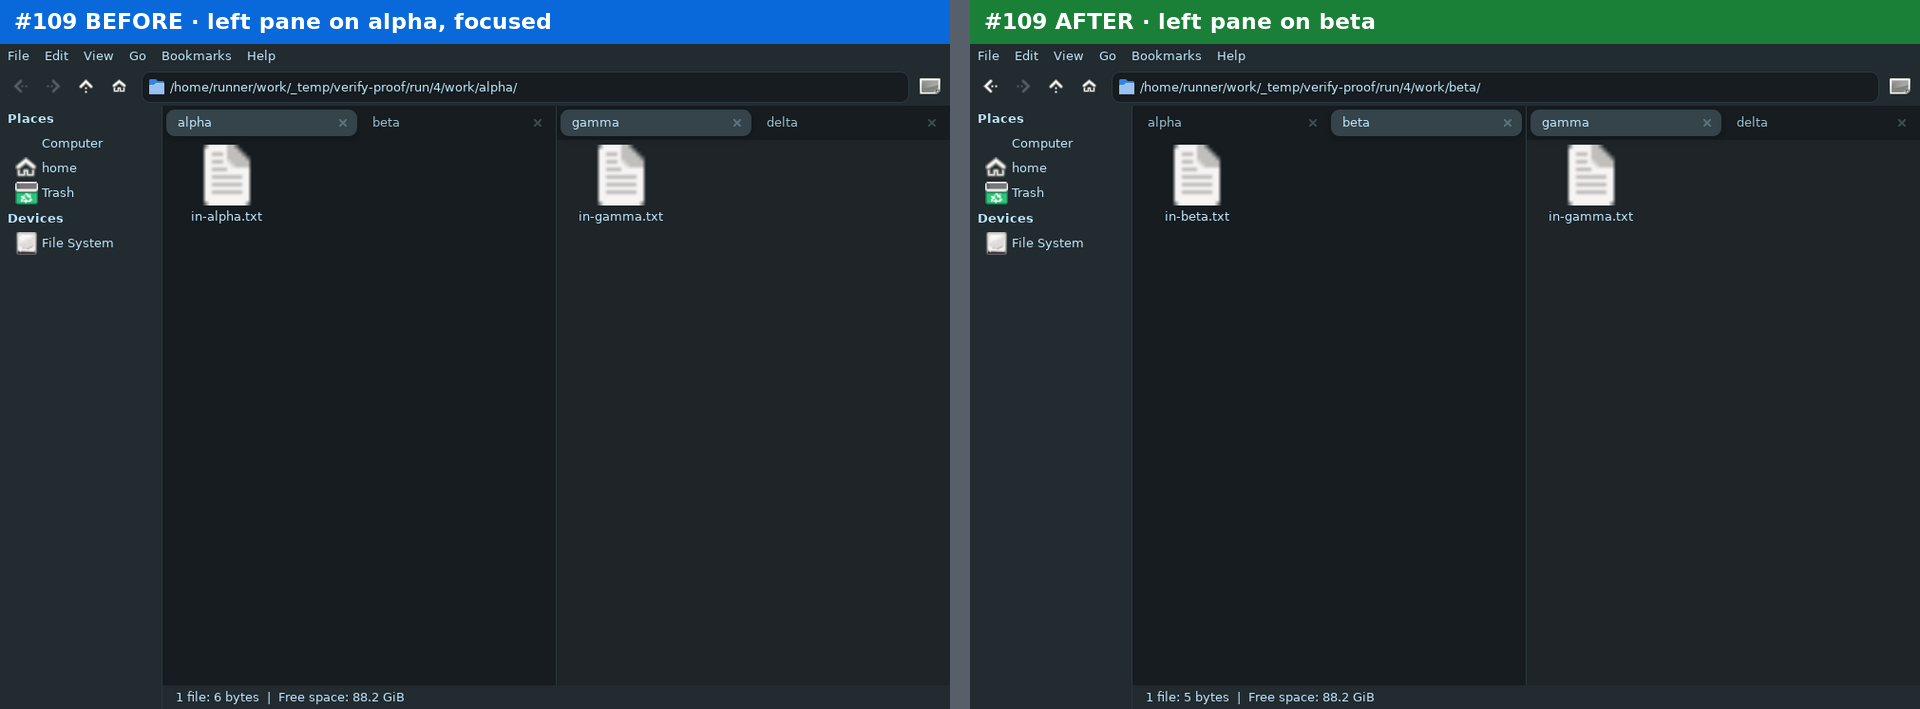 #109 BEFORE · left pane on alpha, focused
File Edit View Go Bookmarks Help
/home/runner/work/_temp/verify-proof/run/4/work/alpha/
Places
Computer
home
Trash
Devices
File System
alpha beta gamma delta
in-alpha.txt in-gamma.txt
1 file: 6 bytes | Free space: 88.2 GiB
#109 AFTER · left pane on beta
File Edit View Go Bookmarks Help
/home/runner/work/_temp/verify-proof/run/4/work/beta/
Places
Computer
home
Trash
Devices
File System
alpha beta gamma delta
in-beta.txt in-gamma.txt
1 file: 5 bytes | Free space: 88.2 GiB